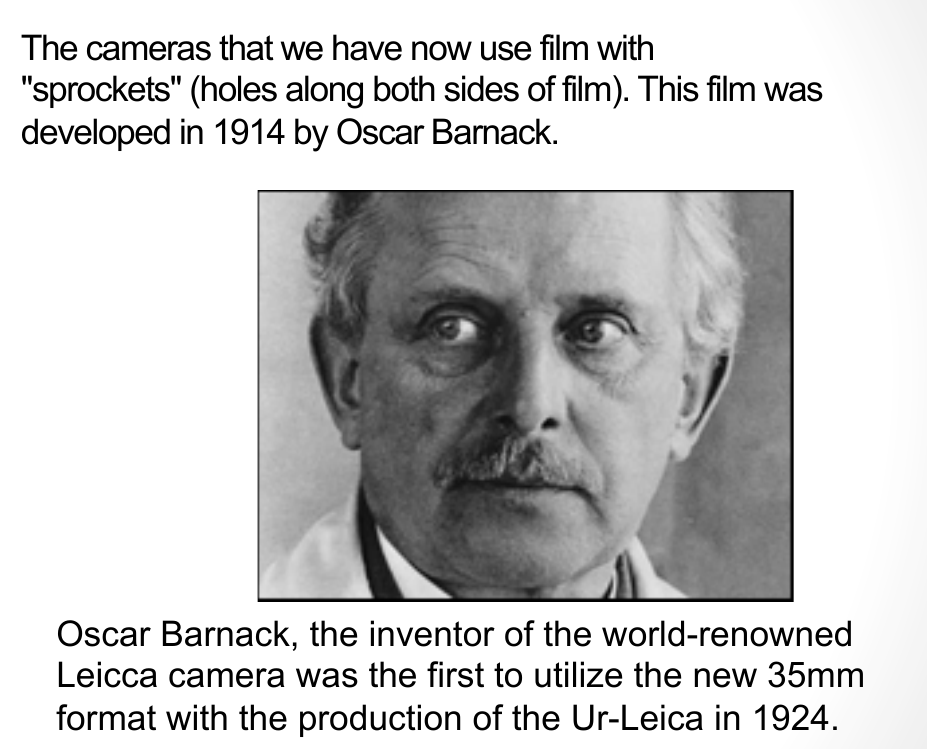 The cameras that we have now use film with
"sprockets" (holes along both sides of film). This film was
developed in 1914 by Oscar Barnack.
Oscar Barnack, the inventor of the world-renowned
Leicca camera was the first to utilize the new 35mm
format with the production of the Ur-Leica in 1924.